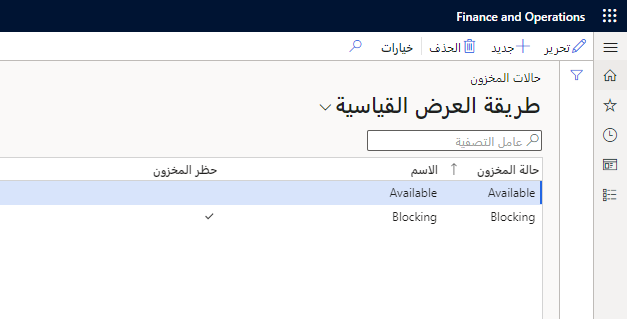 Finance and Operations
تحرير جديد الحذف خيارات
حالات المخزون
طريقة العرض القياسية
عامل التصفية
حالة المخزون الاسم حظر المخزون
Available Available
Blocking Blocking